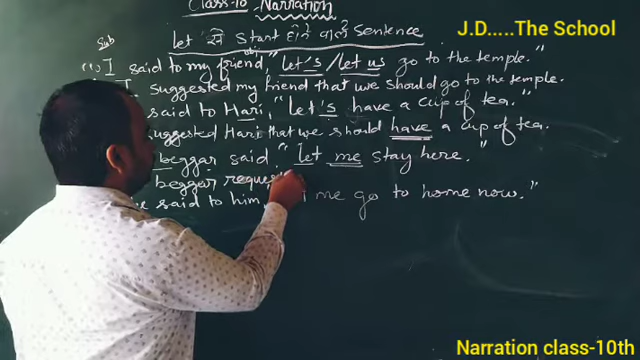 Class-10, Narration
J.D.....The School
let से start होने वाले sentence
Sub
obj
(1) I said to my friend, "let's/let us go to the temple."
I suggested my friend that we should go to the temple.
said to Hari, "Let's have a cup of tea."
suggested Hari that we should have a cup of tea.
beggar said, "let me stay here."
beggar reques
said to him me go to home now."
Narration class-10th